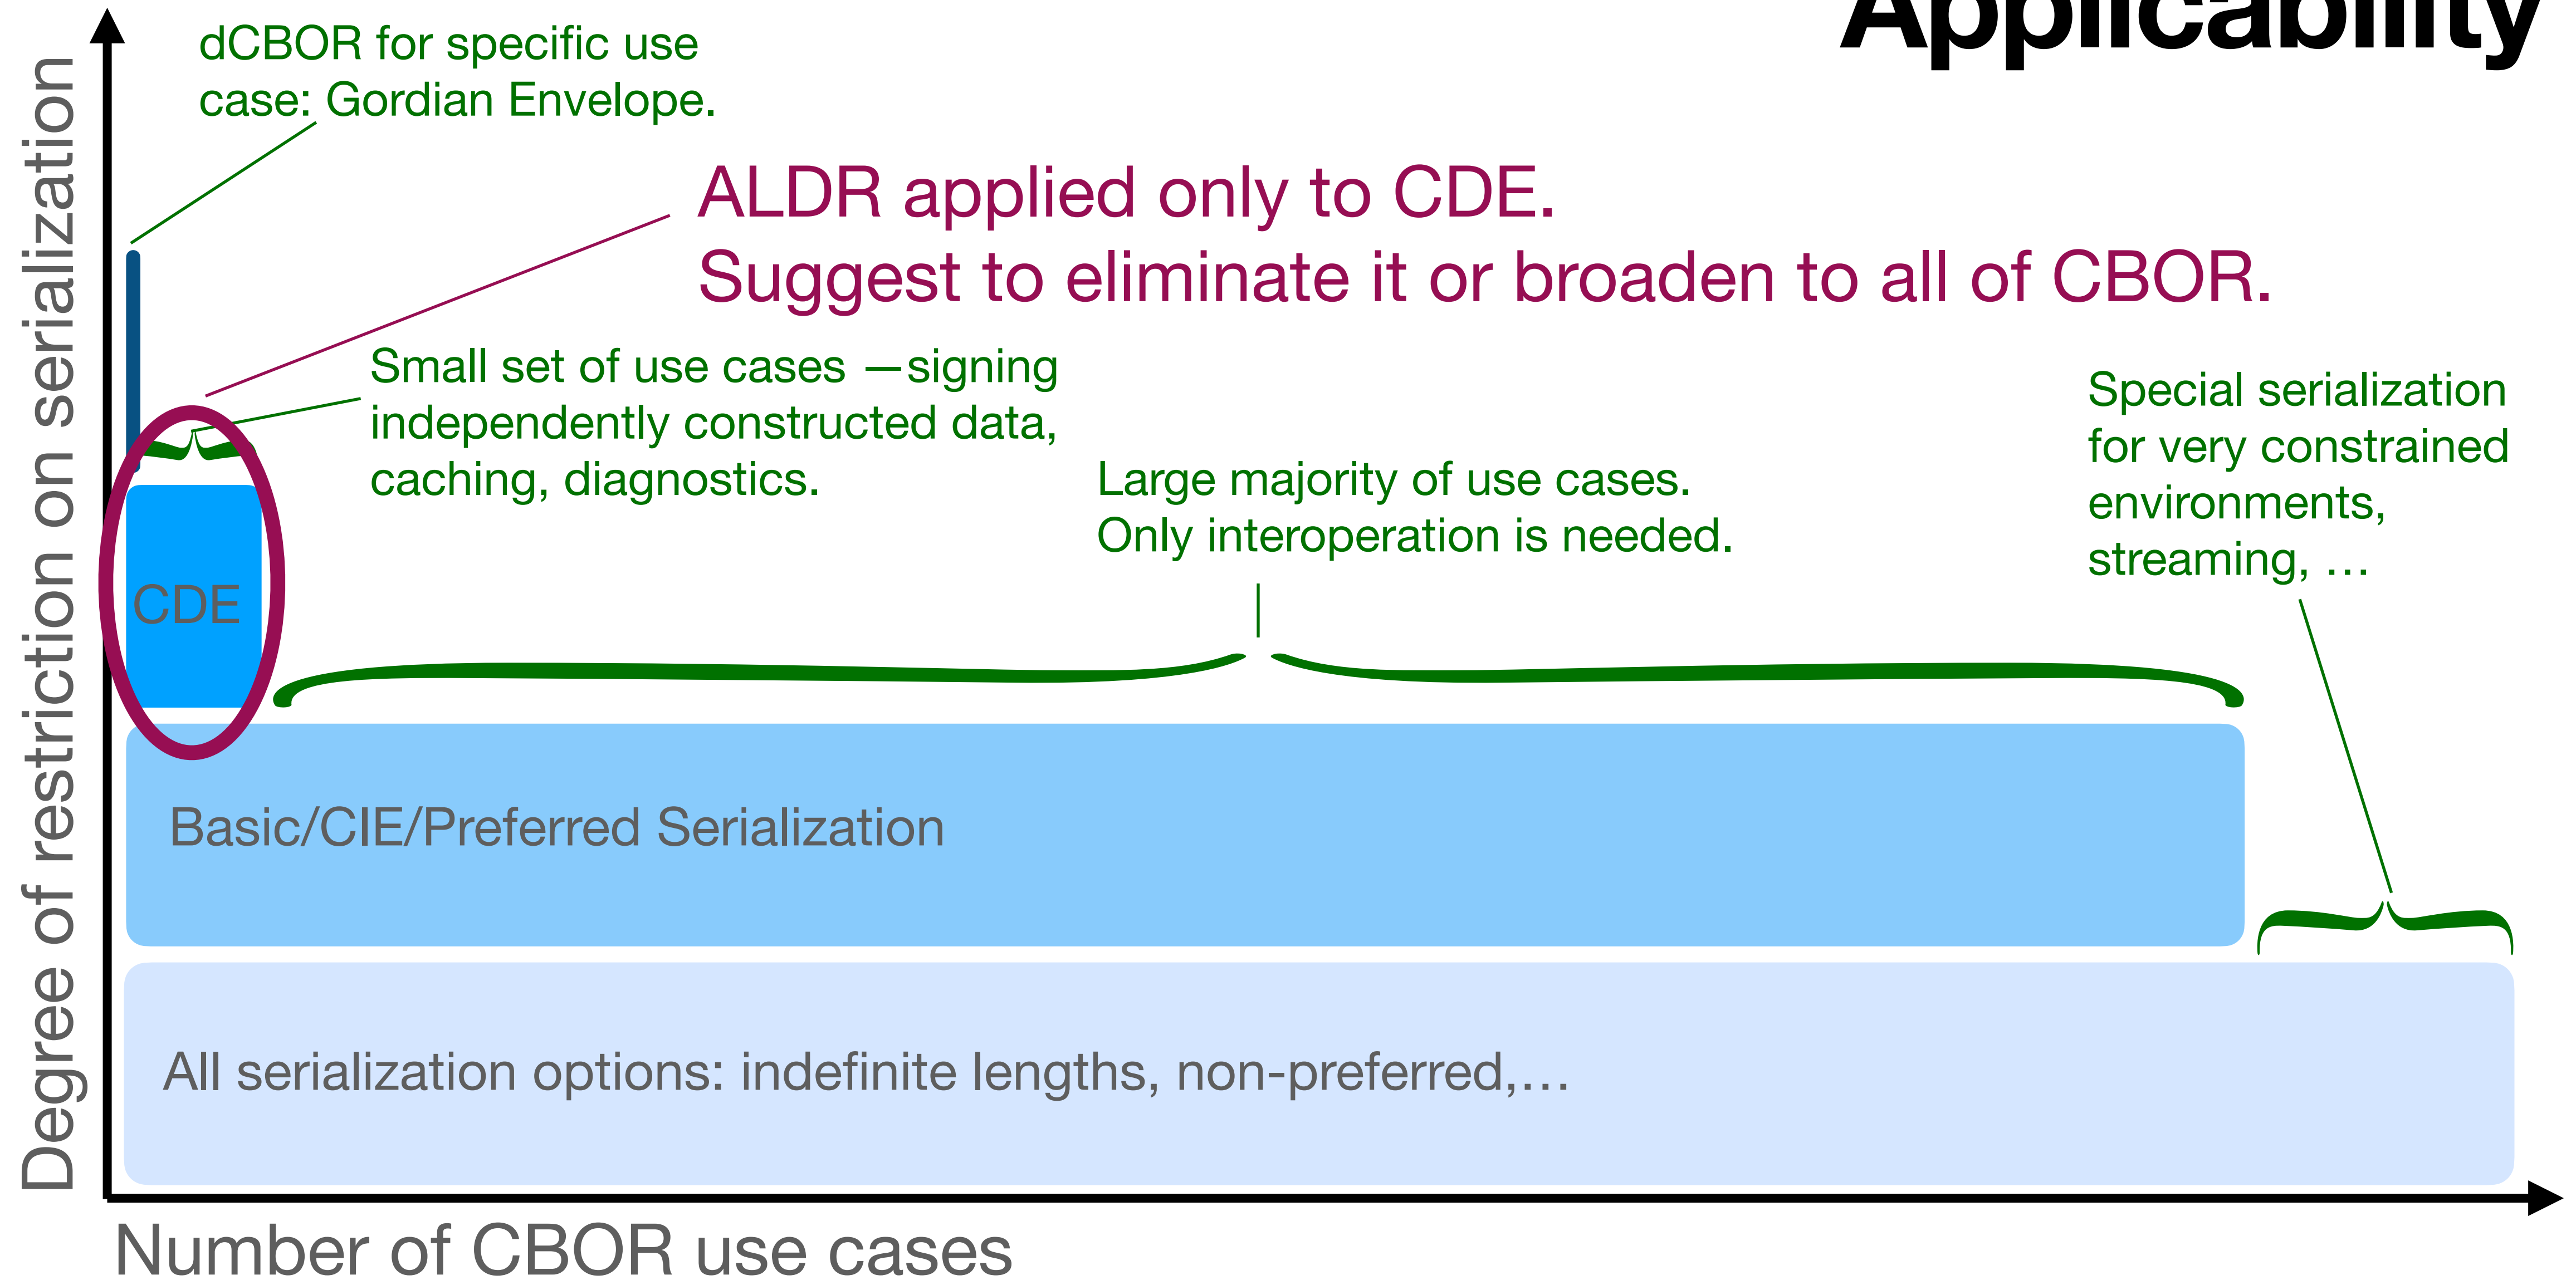 Applicability
dCBOR for specific use
case: Gordian Envelope.
ALDR applied only to CDE.
Suggest to eliminate it or broaden to all of CBOR.
Small set of use cases —signing
independently constructed data,
caching, diagnostics.
Large majority of use cases.
Only interoperation is needed.
Special serialization
for very constrained
environments,
streaming, …
CDE
Basic/CIE/Preferred Serialization
All serialization options: indefinite lengths, non-preferred,…
Degree of restriction on serialization
Number of CBOR use cases